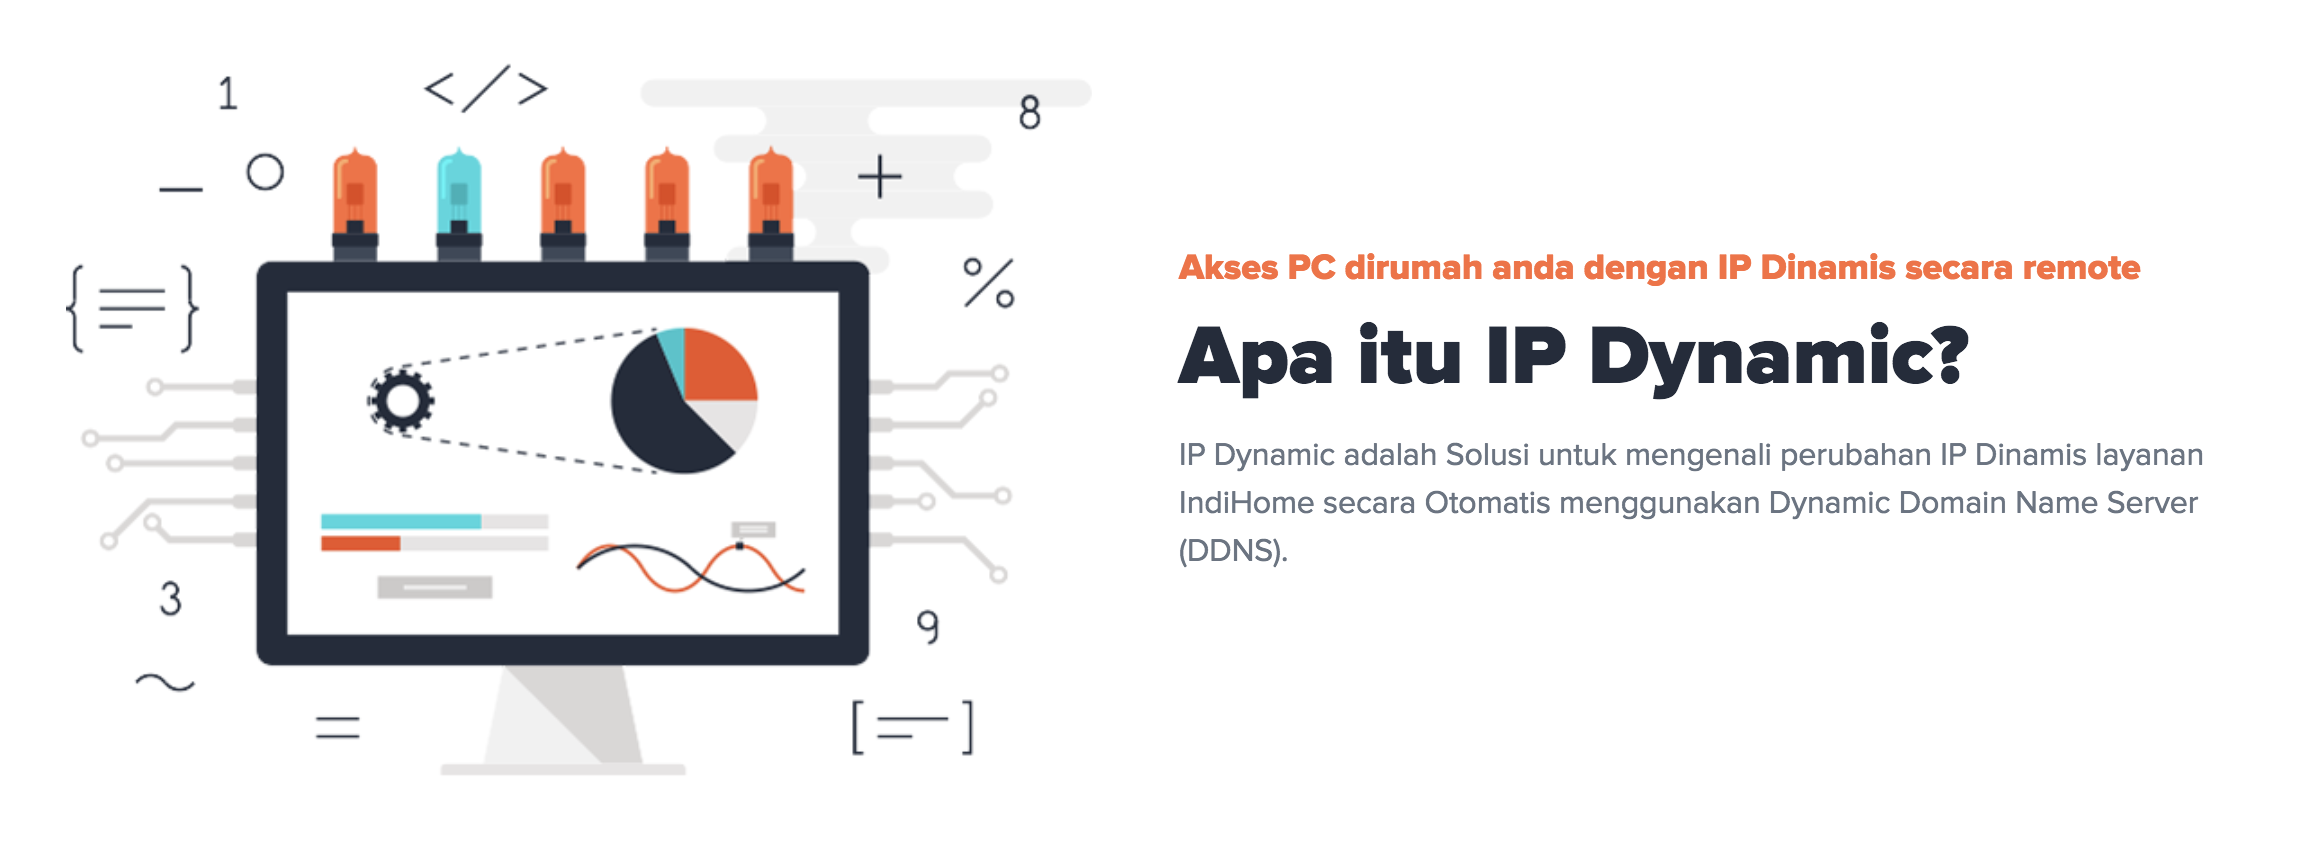 1
</>
8
—
+
{ }
%
3
9
~
=
[ ]
Akses PC dirumah anda dengan IP Dinamis secara remote
Apa itu IP Dynamic?
IP Dynamic adalah Solusi untuk mengenali perubahan IP Dinamis layanan
IndiHome secara Otomatis menggunakan Dynamic Domain Name Server
(DDNS).